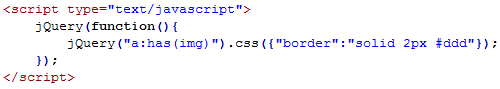 <script type="text/javascript">
    jQuery(function(){
        jQuery("a:has(img)").css({"border":"solid 2px #ddd"});
    });
</script>